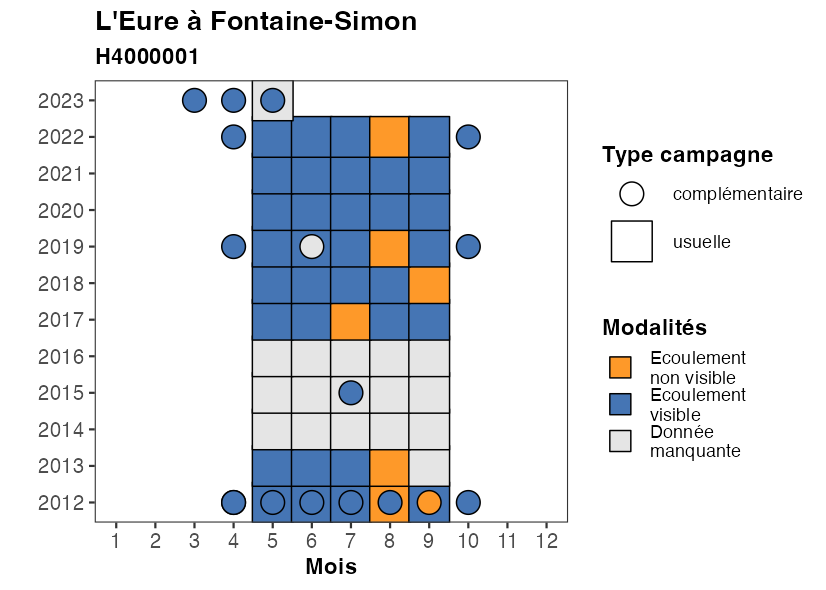 L'Eure à Fontaine-Simon
H4000001
2023
2022
2021
2020
2019
2018
2017
2016
2015
2014
2013
2012
1 2 3 4 5 6 7 8 9 10 11 12
Mois
Type campagne
complémentaire
usuelle
Modalités
Ecoulement
non visible
Ecoulement
visible
Donnée
manquante